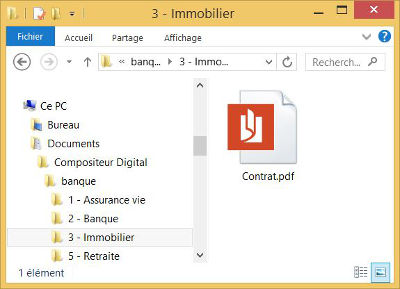 3 - Immobilier
Fichier Accueil Partage Affichage
« banq... 3 - Immo... Recherch...
Ce PC
Bureau
Documents
Compositeur Digital
banque
1 - Assurance vie
2 - Banque
3 - Immobilier
5 - Retraite
Contrat.pdf
1 élément